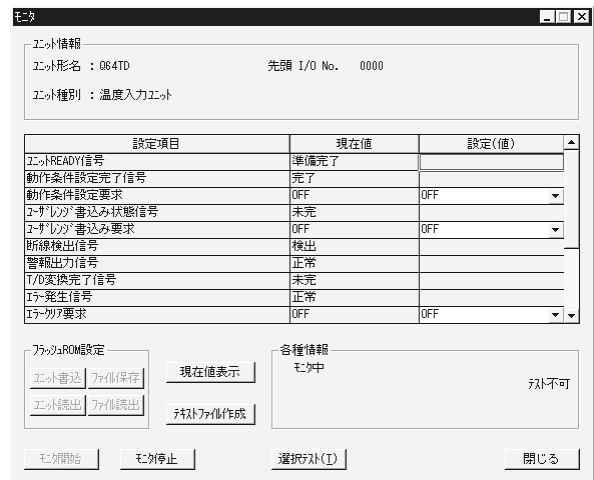 モニタ
ユニット情報
ユニット形名 : Q64TD 先頭 I/O No. 0000
ユニット種別 : 温度入力ユニット
設定項目 現在値 設定(値)
ユニットREADY信号 準備完了
動作条件設定完了信号 完了
動作条件設定要求 OFF OFF
ユーザレンジ書込み状態信号 未完
ユーザレンジ書込み要求 OFF OFF
断線検出信号 検出
警報出力信号 正常
T/D変換完了信号 未完
エラー発生信号 正常
エラークリア要求 OFF OFF
フラッシュROM設定
ユニット書込 ファイル保存
ユニット読出 ファイル読出
現在値表示
テキストファイル作成
各種情報
モニタ中
テスト不可
モニタ開始 モニタ停止 選択テスト(T) 閉じる